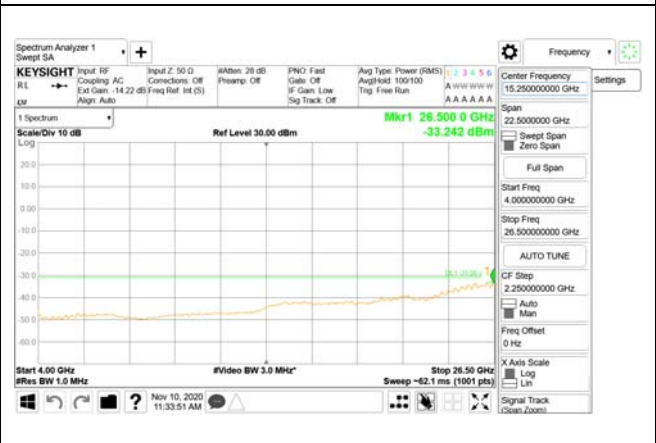 Spectrum Analyzer 1
Swept SA
+
Frequency
KEYSIGHT
Input: RF
Input Z: 50 Ω
#Atten: 28 dB
PNO: Fast
Avg Type: Power (RMS)
1 2 3 4 5 6
RL
Coupling: AC
Corrections: Off
Preamp: Off
Gate: Off
Avg|Hold: 100/100
A W W W W W
Ext Gain: -14.22 dB
Freq Ref: Int (S)
IF Gain: Low
Trig: Free Run
Align: Auto
Sig Track: Off
A A A A A A
Center Frequency
15.250000000 GHz
Settings
1 Spectrum
Mkr1 26.500 0 GHz
Scale/Div 10 dB
Ref Level 30.00 dBm
-33.242 dBm
Log
20.0
10.0
0.00
-10.0
-20.0
-30.0
-40.0
-50.0
-60.0
1
Start 4.00 GHz
#Video BW 3.0 MHz*
Stop 26.50 GHz
#Res BW 1.0 MHz
Sweep ~62.1 ms (1001 pts)
Span
22.5000000000 GHz
Swept Span
Zero Span
Full Span
Start Freq
4.000000000 GHz
Stop Freq
26.500000000 GHz
AUTO TUNE
CF Step
2.250000000 GHz
Auto
Man
Freq Offset
0 Hz
X Axis Scale
Log
Lin
Signal Track
(Span Zoom)
?
Nov 10, 2020
11:33:51 AM